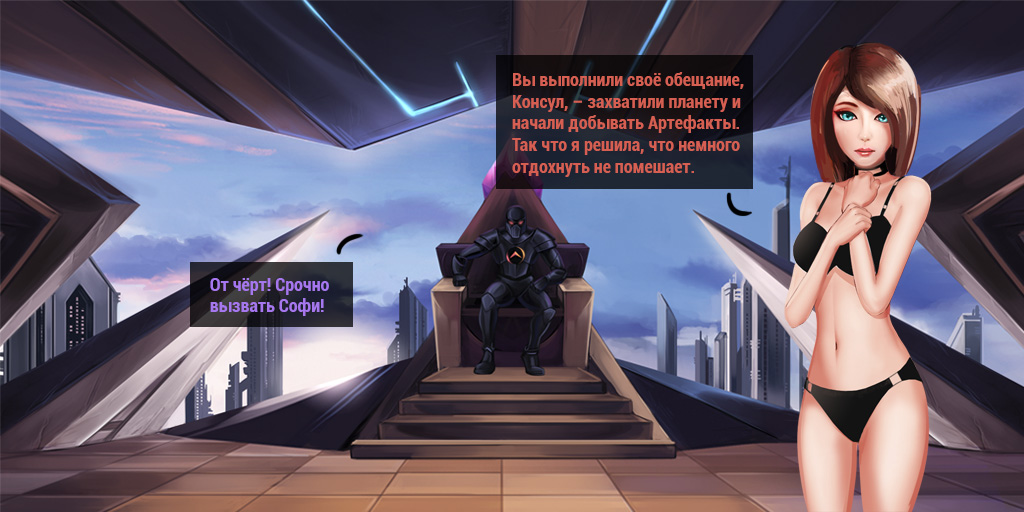 Вы выполнили своё обещание,
Консул, – захватили планету и
начали добывать Артефакты.
Так что я решила, что немного
отдохнуть не помешает.
От чёрт! Срочно
вызвать Софи!